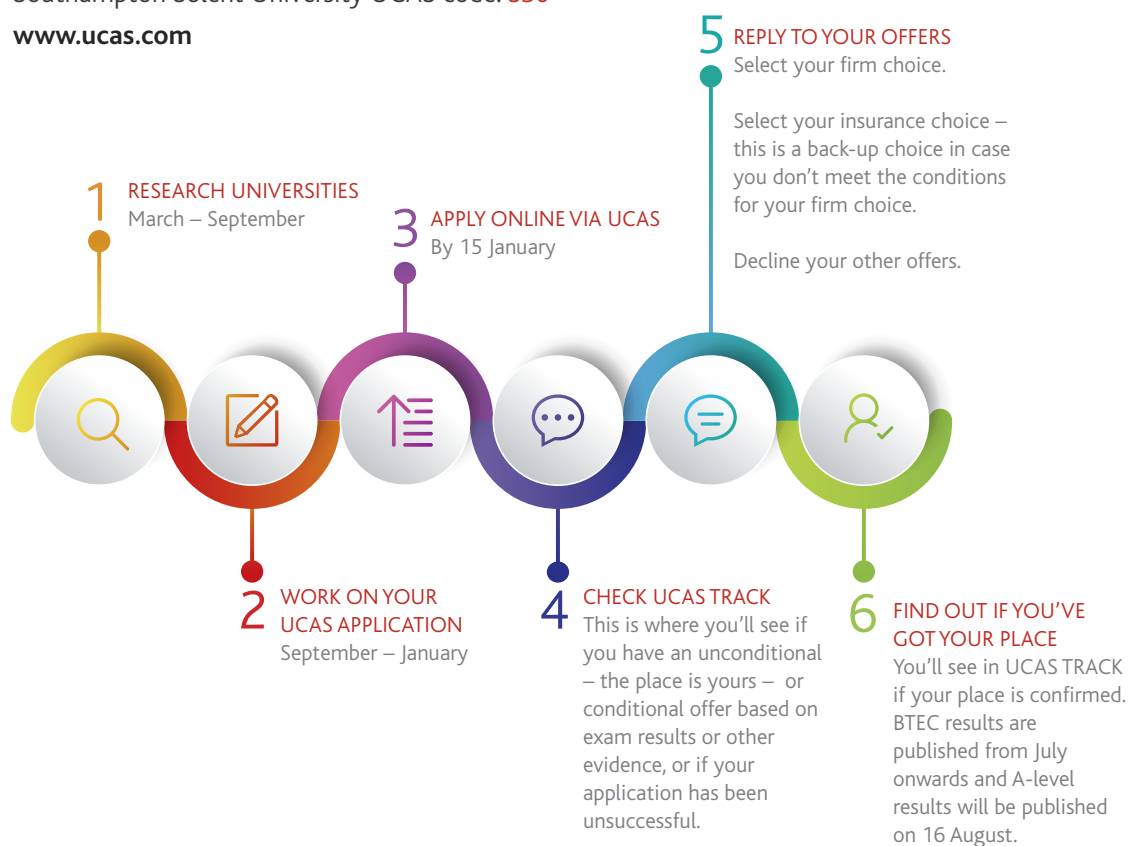 Southampton Solent University UCAS code:
www.ucas.com
1 RESEARCH UNIVERSITIES
March – September
2 WORK ON YOUR
UCAS APPLICATION
September – January
3 APPLY ONLINE VIA UCAS
By 15 January
4 CHECK UCAS TRACK
This is where you’ll see if
you have an unconditional
– the place is yours – or
conditional offer based on
exam results or other
evidence, or if your
application has been
unsuccessful.
5 REPLY TO YOUR OFFERS
Select your firm choice.
Select your insurance choice –
this is a back-up choice in case
you don’t meet the conditions
for your firm choice.
Decline your other offers.
6 FIND OUT IF YOU’VE
GOT YOUR PLACE
You’ll see in UCAS TRACK
if your place is confirmed.
BTEC results are
published from July
onwards and A-level
results will be published
on 16 August.